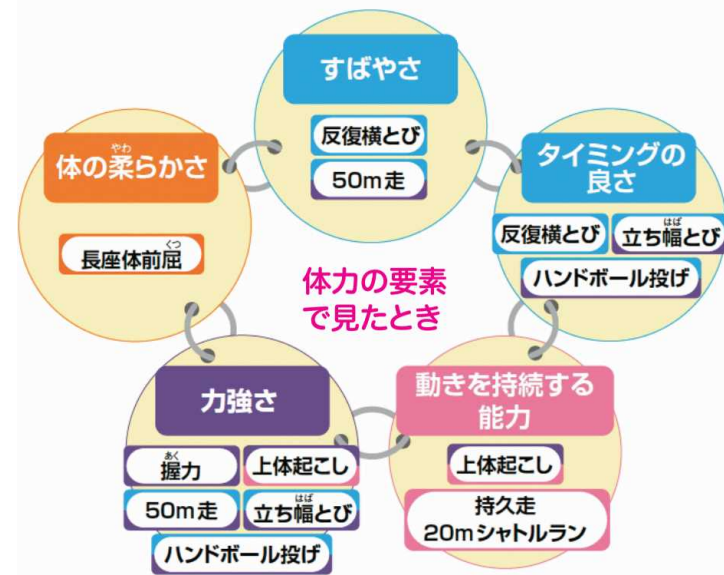 すばやさ
反復横とび
50m走
体の柔らかさ
やわ
長座体前屈
くつ
タイミングの
良さ
反復横とび
立ち幅とび
はば
ハンドボール投げ
体力の要素
で見たとき
力強さ
握力
あく
上体起こし
50m走
立ち幅とび
はば
ハンドボール投げ
動きを持続する
能力
上体起こし
持久走
20mシャトルラン